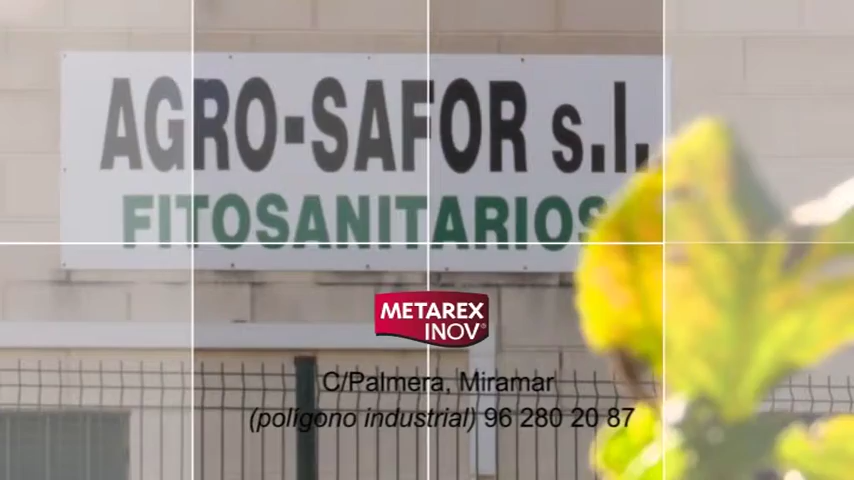 AGRO-SAFOR s.l.
FITOSANITARIOS
METAREX
INOV®
C/Palmera, Miramar
(polígono industrial) 96 280 20 87